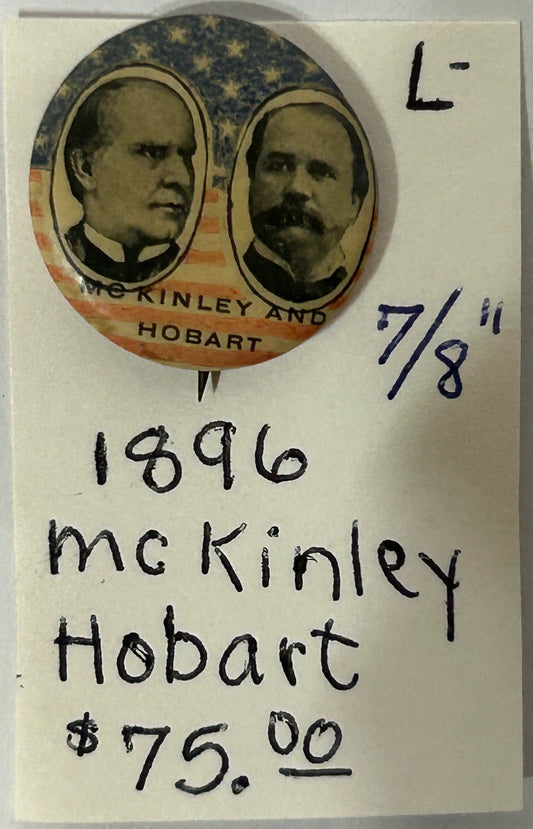 L-
MCKINLEY AND
HOBART
7/8"
1896
McKinley
Hobart
$75.00